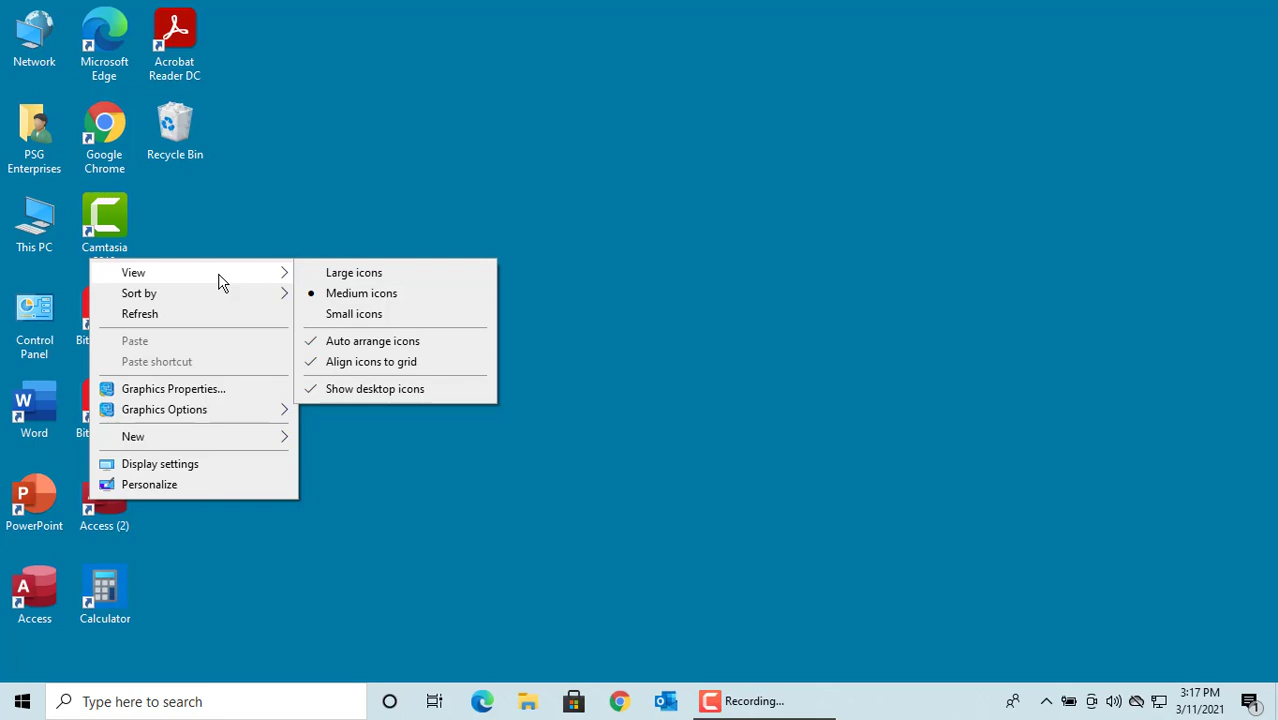 Network
Microsoft
Edge
Acrobat
Reader DC
PSG
Enterprises
Google
Chrome
Recycle Bin
This PC
Camtasia
Control
Panel
Word
PowerPoint
Access (2)
Access
Calculator
View
Sort by
Refresh
Paste
Paste shortcut
Graphics Properties...
Graphics Options
New
Display settings
Personalize
Large icons
Medium icons
Small icons
Auto arrange icons
Align icons to grid
Show desktop icons
Type here to search
Recording...
3:17 PM
3/11/2021
1